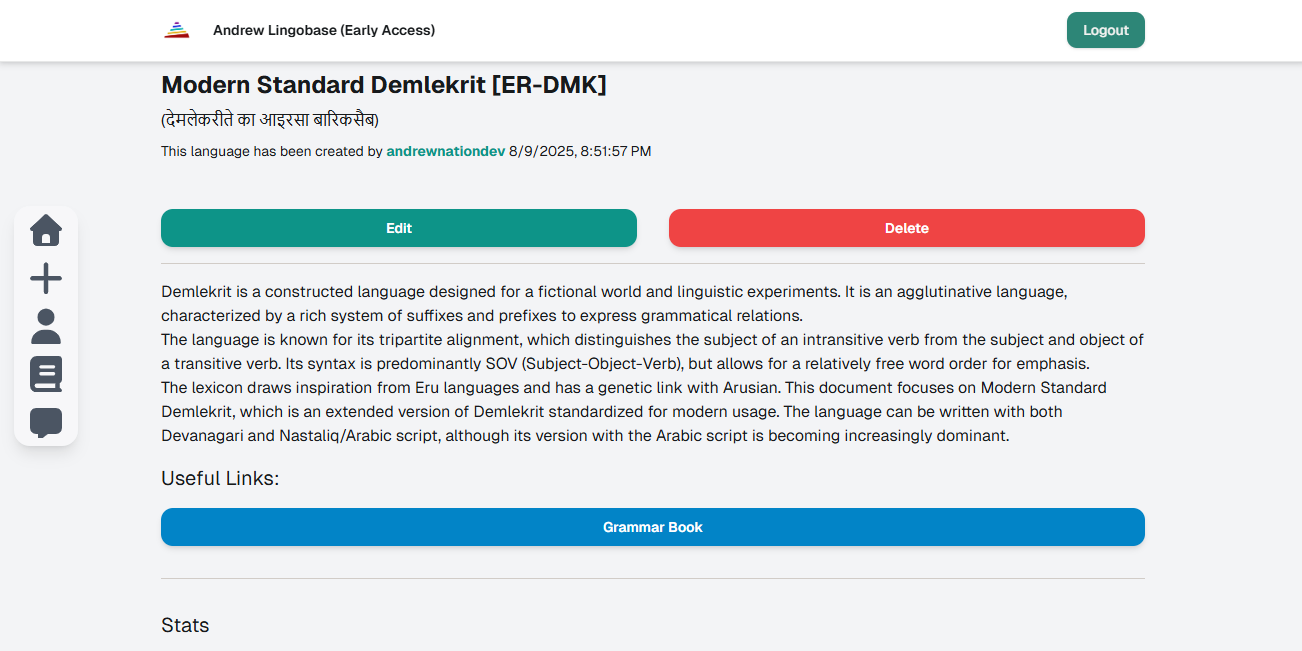 Andrew Lingobase (Early Access)
Logout
Modern Standard Demlekrit [ER-DMK]
(देमलेकरीते का आइरसा बारिकसैब)
This language has been created by andrewnationdev 8/9/2025, 8:51:57 PM
Edit
Delete
Demlekrit is a constructed language designed for a fictional world and linguistic experiments. It is an agglutinative language,
characterized by a rich system of suffixes and prefixes to express grammatical relations.
The language is known for its tripartite alignment, which distinguishes the subject of an intransitive verb from the subject and object of
a transitive verb. Its syntax is predominantly SOV (Subject-Object-Verb), but allows for a relatively free word order for emphasis.
The lexicon draws inspiration from Eru languages and has a genetic link with Arusian. This document focuses on Modern Standard
Demlekrit, which is an extended version of Demlekrit standardized for modern usage. The language can be written with both
Devanagari and Nastaliq/Arabic script, although its version with the Arabic script is becoming increasingly dominant.
Useful Links:
Grammar Book
Stats